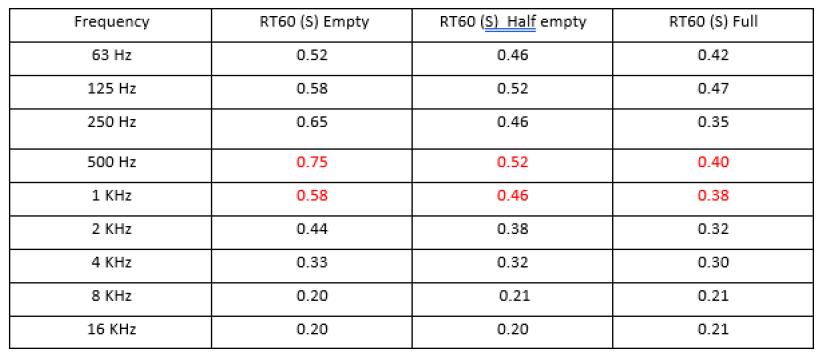 Frequency RT60 (S) Empty RT60 (S) Half empty RT60 (S) Full
63 Hz 0.52 0.46 0.42
125 Hz 0.58 0.52 0.47
250 Hz 0.65 0.46 0.35
500 Hz 0.75 0.52 0.40
1 KHz 0.58 0.46 0.38
2 KHz 0.44 0.38 0.32
4 KHz 0.33 0.32 0.30
8 KHz 0.20 0.21 0.21
16 KHz 0.20 0.20 0.21